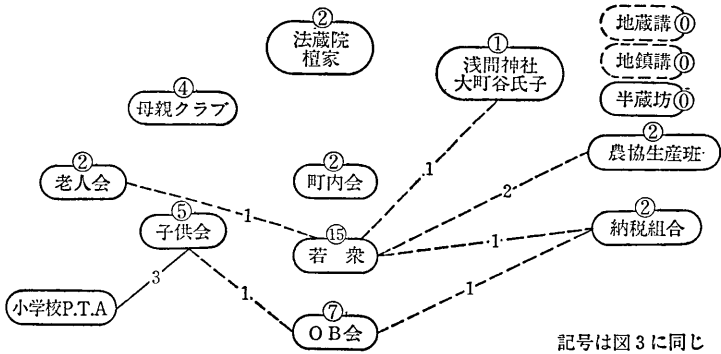 ②
法蔵院
檀家
①
浅間神社
大町谷氏子
地蔵講⓪
地鎮講⓪
半蔵坊⓪
④
母親クラブ
②
老人会
②
町内会
②
農協生産班
⑤
子供会
⑮
若衆
②
納税組合
小学校P.T.A
⑦
OB会
1
1
2
1
1
3
1
記号は図3に同じ